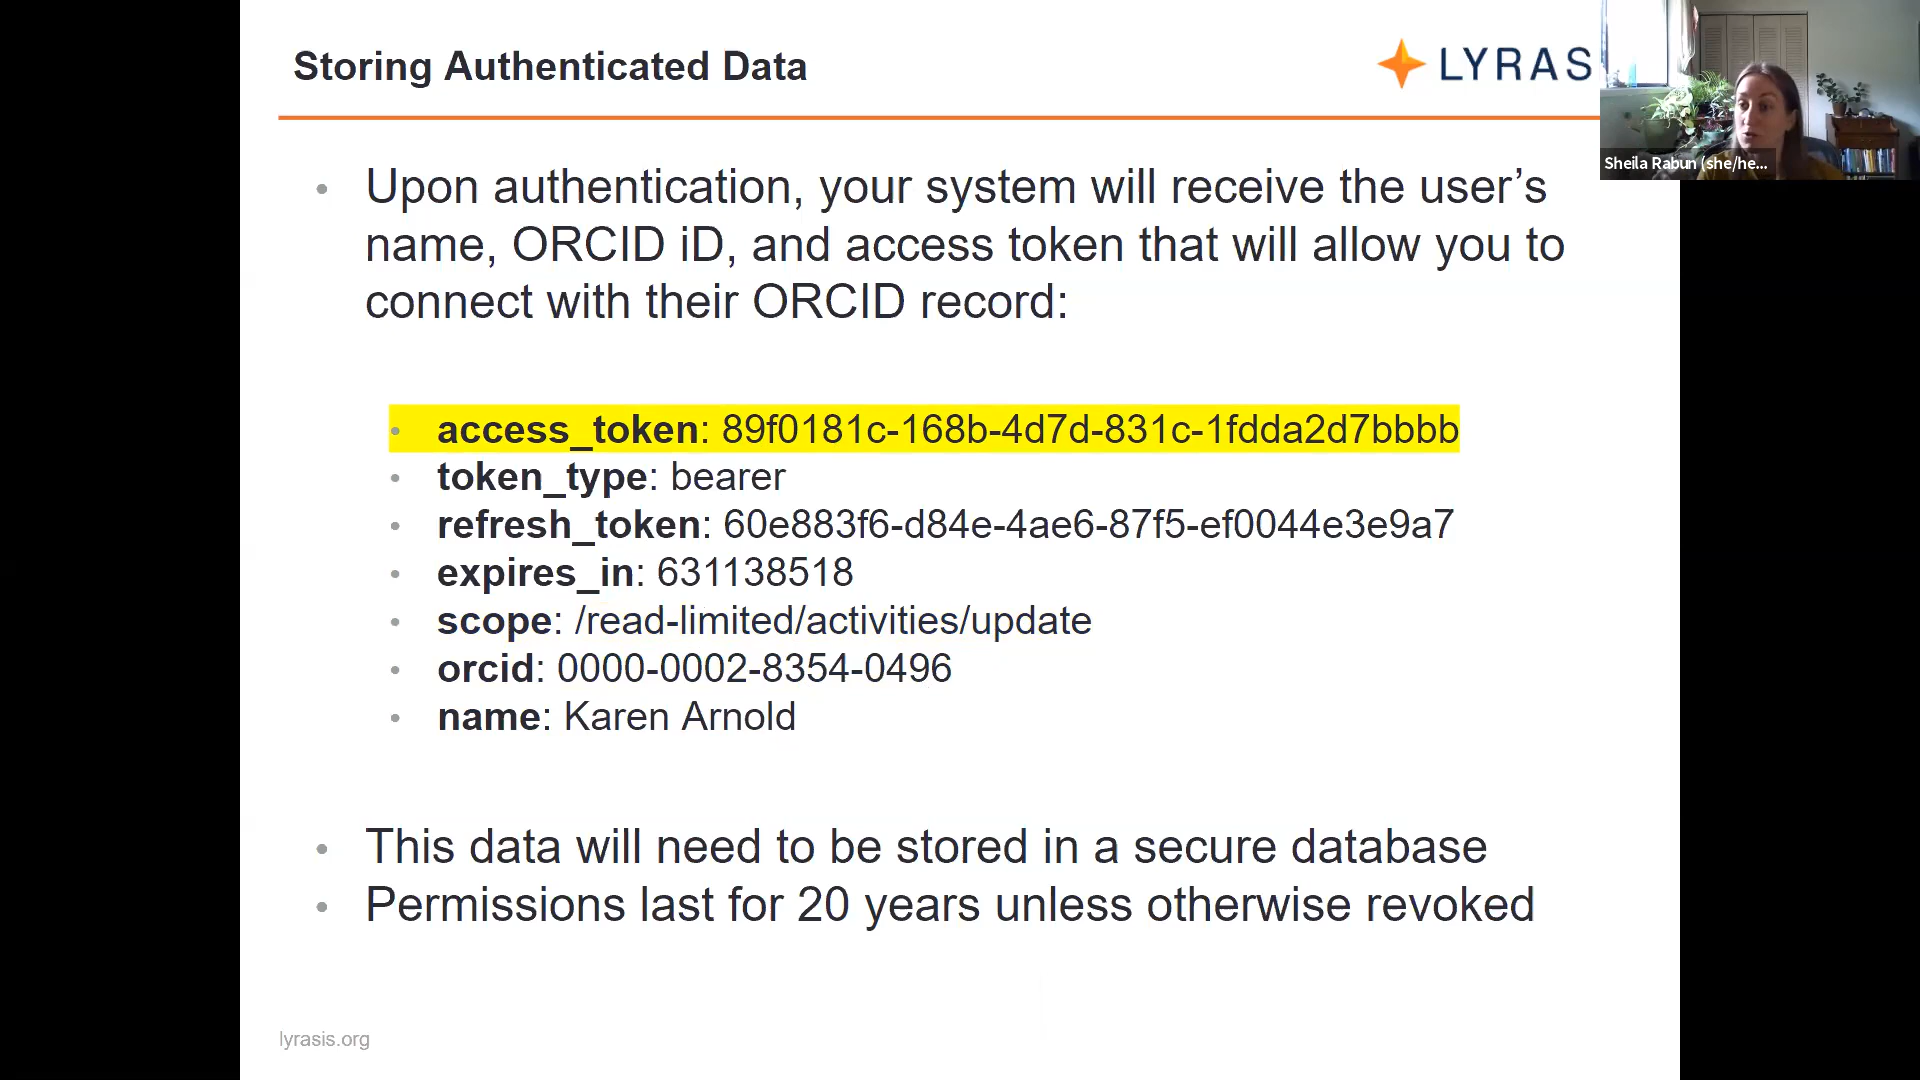 Storing Authenticated Data
LYRAS
Sheila Rabun (she/he...
• Upon authentication, your system will receive the user’s
name, ORCID iD, and access token that will allow you to
connect with their ORCID record:
• access_token: 89f0181c-168b-4d7d-831c-1fdda2d7bbbb
• token_type: bearer
• refresh_token: 60e883f6-d84e-4ae6-87f5-ef0044e3e9a7
• expires_in: 631138518
• scope: /read-limited/activities/update
• orcid: 0000-0002-8354-0496
• name: Karen Arnold
• This data will need to be stored in a secure database
• Permissions last for 20 years unless otherwise revoked
lyrasis.org